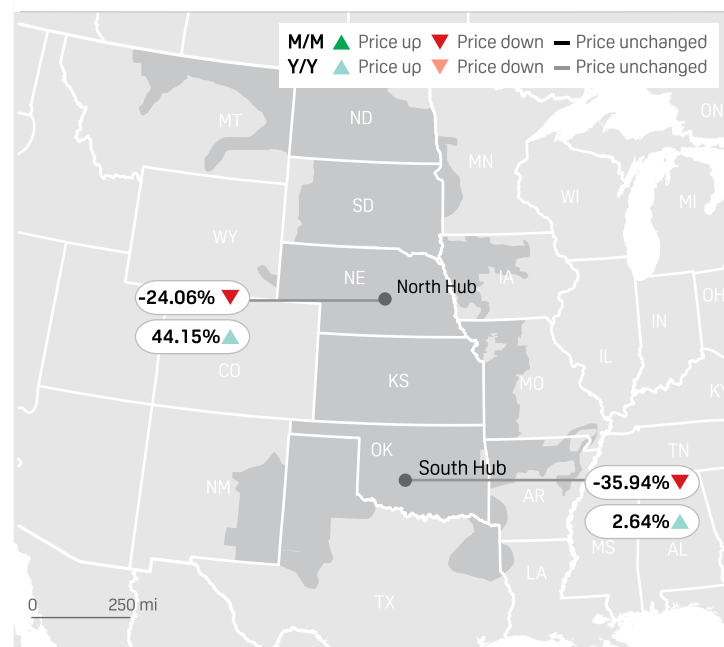 M/M Price up Price down Price unchanged
Y/Y Price up Price down Price unchanged
ON
MT
ND
MN
WI
MI
SD
WY
NE
North Hub
IA
-24.06%
OH
IN
IL
44.15%
CO
KS
MO
KY
OK
TN
South Hub
-35.94%
NM
AR
2.64%
MS
AL
LA
TX
0 250 mi